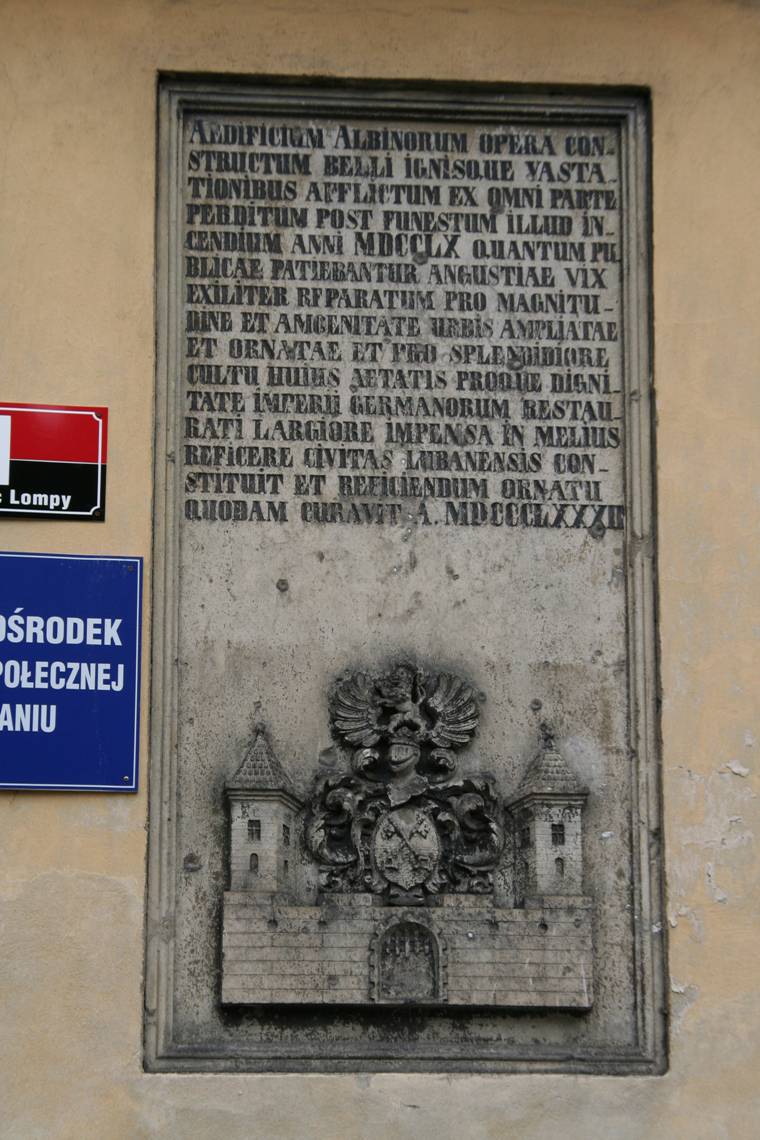 AEDIFICIUM ALBINORUM OPERA CON-
STRUCTUM BELLI IGNISQUE VASTA-
TIONIBUS AFFLICTUM EX OMNI PARTE
PERDITUM POST FUNESTUM ILLUD IN-
CENDIUM ANNI MDCCLX QUANTUM PU-
BLICAE PATIEBANTUR ANGUSTIAE VIX
EXILITER REPARATUM PRO MAGNITU-
DINE ET AMOENITATE URBIS AMPLIATAE
ET ORNATAE ET PRO SPLENDIDIORE
CULTU HUIUS AETATIS PROQUE DIGNI-
TATE IMPERII GERMANORUM RESTAU-
RATI LARGIORE IMPENSA IN MELIUS
REFICERE CIVITAS LUBANENSIS CON-
STITUIT ET REFICIENDUM ORNATU
QUODAM CURAVIT A. MDCCCLXXXII
Lompy
OŚRODEK
POŁECZNEJ
ANIU